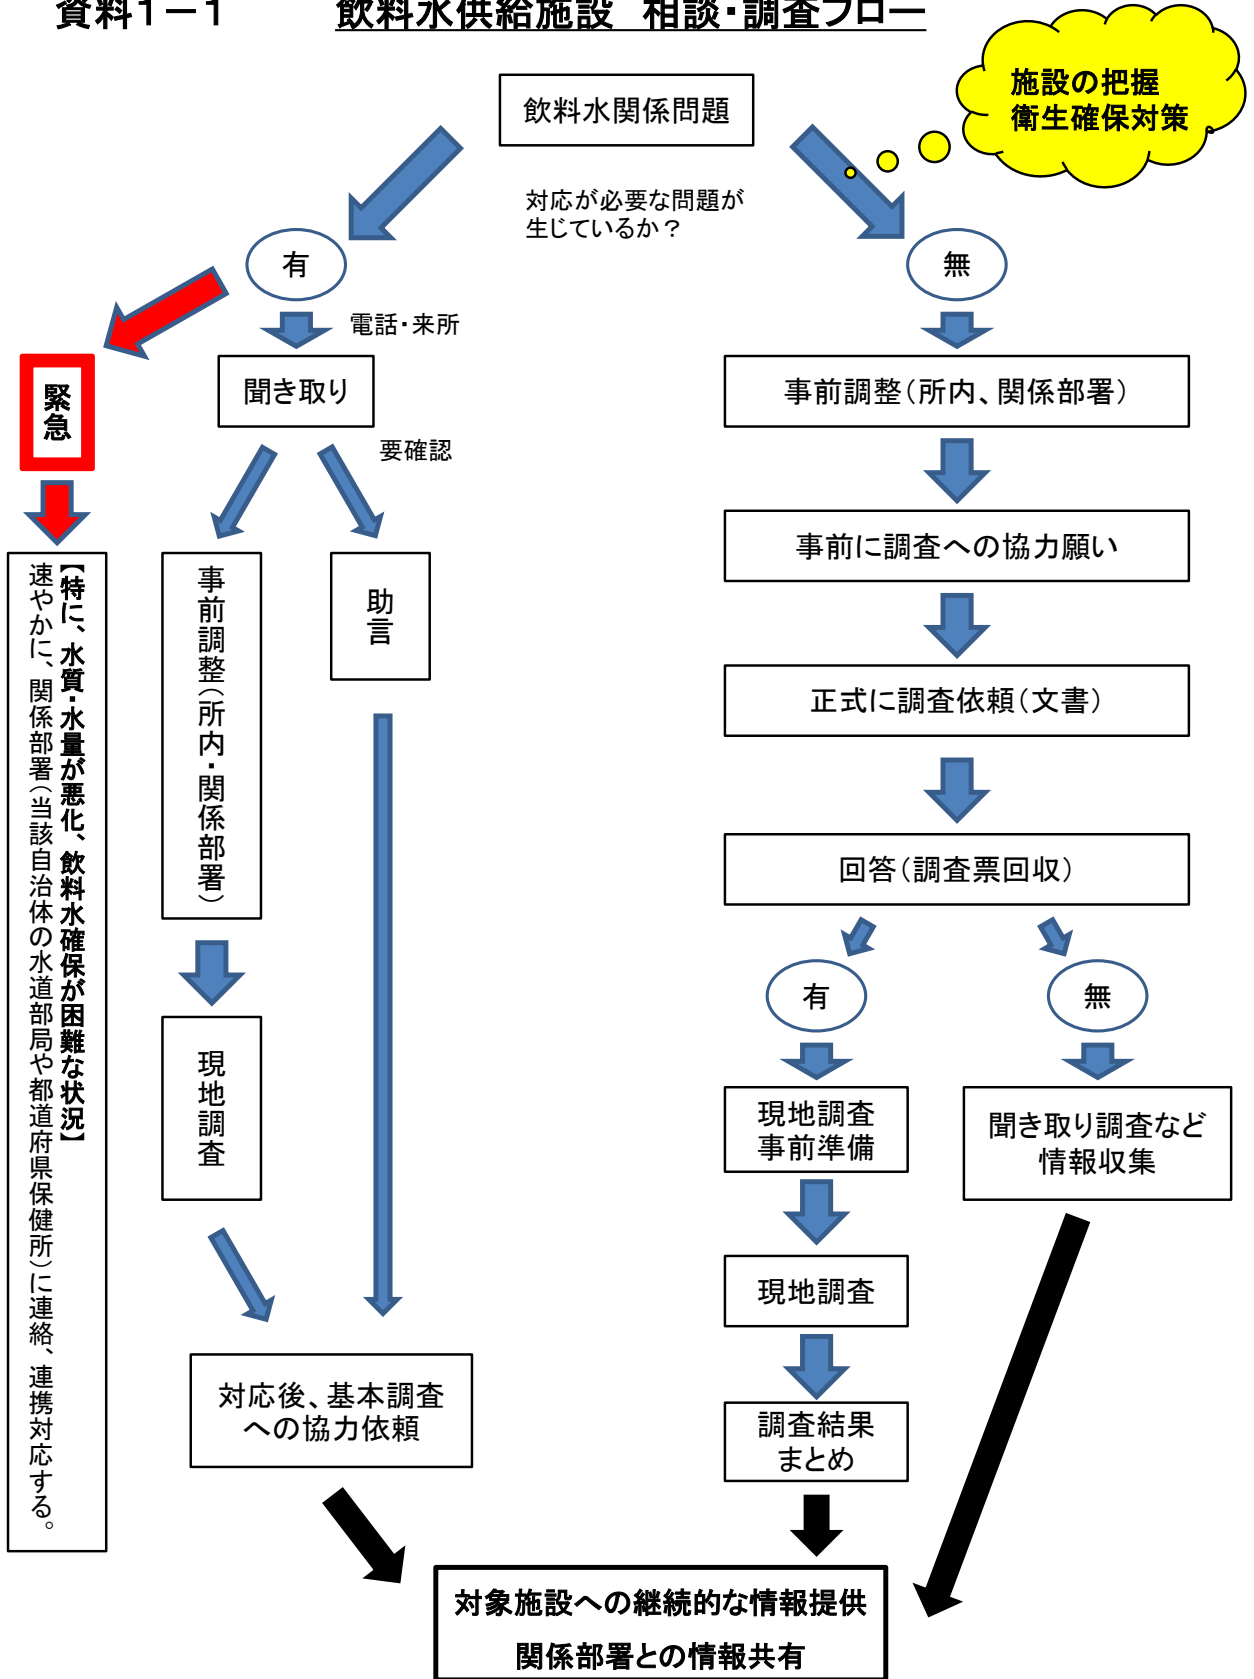 資料1－1　飲料水供給施設　相談・調査フロー
施設の把握
衛生確保対策
飲料水関係問題
対応が必要な問題が
生じているか？
有
無
電話・来所
緊急
聞き取り
要確認
【特に、水質・水量が悪化、飲料水確保が困難な状況】
速やかに、関係部署（当該自治体の水道部局や都道府県保健所）に連絡、連携対応する。
事前調整（所内・関係部署）
助言
現地調査
対応後、基本調査
への協力依頼
事前調整（所内、関係部署）
事前に調査への協力願い
正式に調査依頼（文書）
回答（調査票回収）
有
無
現地調査
事前準備
聞き取り調査など
情報収集
現地調査
調査結果
まとめ
対象施設への継続的な情報提供
関係部署との情報共有